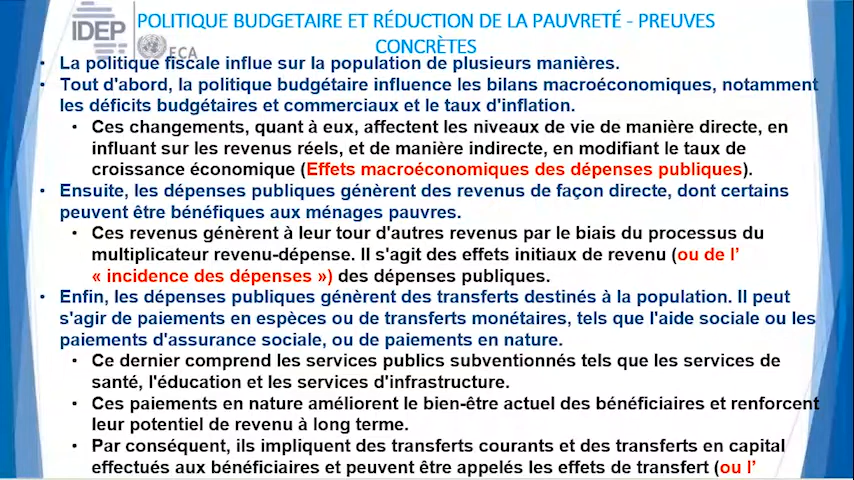 IDEP
ECA
POLITIQUE BUDGETAIRE ET RÉDUCTION DE LA PAUVRETÉ - PREUVES
CONCRÈTES
• La politique fiscale influe sur la population de plusieurs manières.
• Tout d'abord, la politique budgétaire influence les bilans macroéconomiques, notamment
les déficits budgétaires et commerciaux et le taux d'inflation.
• Ces changements, quant à eux, affectent les niveaux de vie de manière directe, en
influant sur les revenus réels, et de manière indirecte, en modifiant le taux de
croissance économique (Effets macroéconomiques des dépenses publiques).
• Ensuite, les dépenses publiques génèrent des revenus de façon directe, dont certains
peuvent être bénéfiques aux ménages pauvres.
• Ces revenus génèrent à leur tour d'autres revenus par le biais du processus du
multiplicateur revenu-dépense. Il s'agit des effets initiaux de revenu (ou de l'
« incidence des dépenses ») des dépenses publiques.
• Enfin, les dépenses publiques génèrent des transferts destinés à la population. Il peut
s'agir de paiements en espèces ou de transferts monétaires, tels que l'aide sociale ou les
paiements d'assurance sociale, ou de paiements en nature.
• Ce dernier comprend les services publics subventionnés tels que les services de
santé, l'éducation et les services d'infrastructure.
• Ces paiements en nature améliorent le bien-être actuel des bénéficiaires et renforcent
leur potentiel de revenu à long terme.
• Par conséquent, ils impliquent des transferts courants et des transferts en capital
effectués aux bénéficiaires et peuvent être appelés les effets de transfert (ou l'